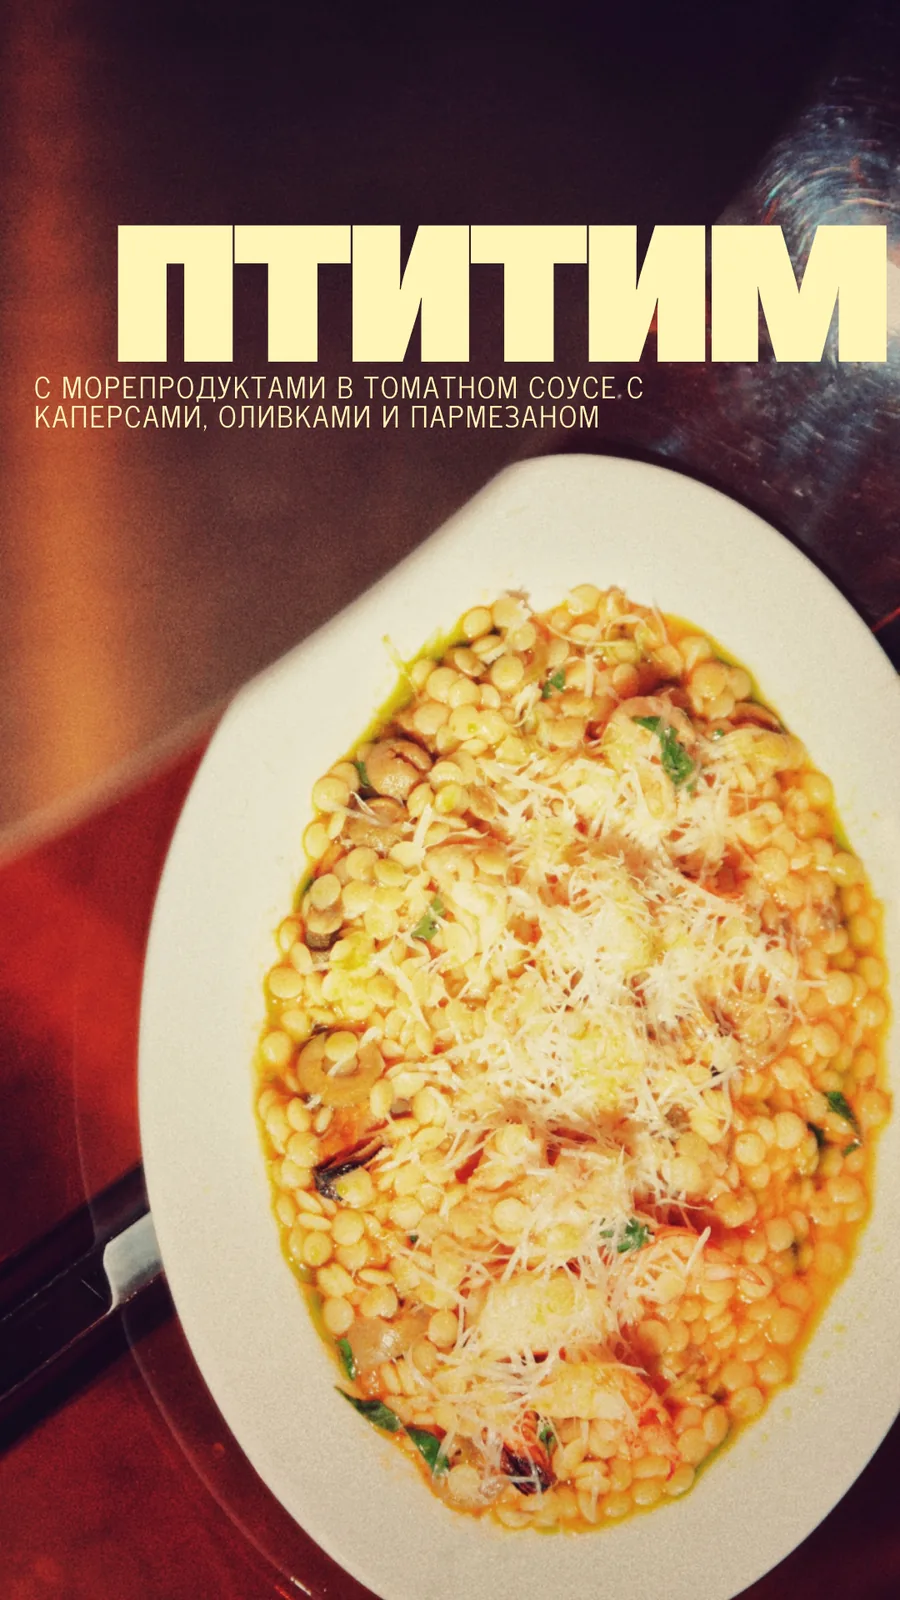 ПТИТИМ
С МОРЕПРОДУКТАМИ В ТОМАТНОМ СОУСЕ С
КАПЕРСАМИ, ОЛИВКАМИ И ПАРМЕЗАНОМ